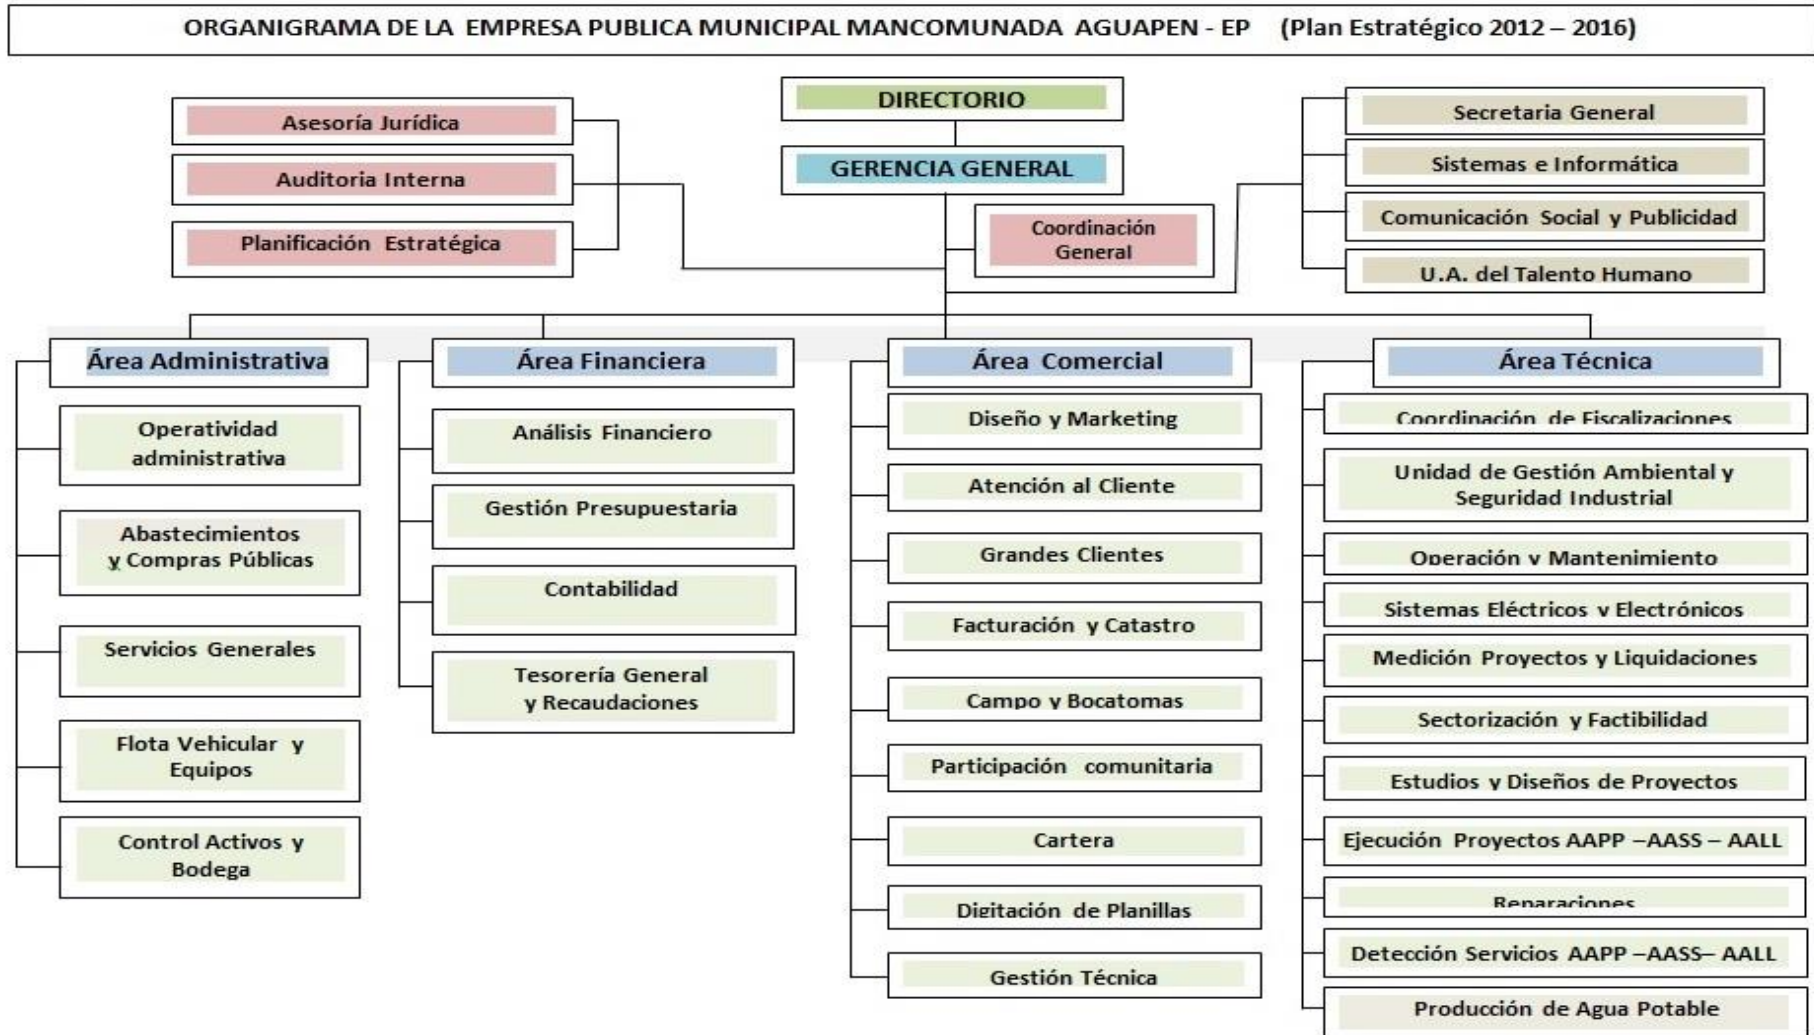 ORGANIGRAMA DE LA EMPRESA PUBLICA MUNICIPAL MANCOMUNADA AGUAPEN - EP (Plan Estratégico 2012 – 2016)
DIRECTORIO
GERENCIA GENERAL
Coordinación
General
Asesoría Jurídica
Auditoria Interna
Planificación Estratégica
Secretaria General
Sistemas e Informática
Comunicación Social y Publicidad
U.A. del Talento Humano
Área Administrativa
Operatividad
administrativa
Abastecimientos
y Compras Públicas
Servicios Generales
Flota Vehicular y
Equipos
Control Activos y
Bodega
Área Financiera
Análisis Financiero
Gestión Presupuestaria
Contabilidad
Tesorería General
y Recaudaciones
Área Comercial
Diseño y Marketing
Atención al Cliente
Grandes Clientes
Facturación y Catastro
Campo y Bocatomas
Participación comunitaria
Cartera
Digitación de Planillas
Gestión Técnica
Área Técnica
Coordinación de Fiscalizaciones
Unidad de Gestión Ambiental y
Seguridad Industrial
Operación y Mantenimiento
Sistemas Eléctricos y Electrónicos
Medición Proyectos y Liquidaciones
Sectorización y Factibilidad
Estudios y Diseños de Proyectos
Ejecución Proyectos AAPP –AASS – AALL
Reparaciones
Detección Servicios AAPP –AASS– AALL
Producción de Agua Potable